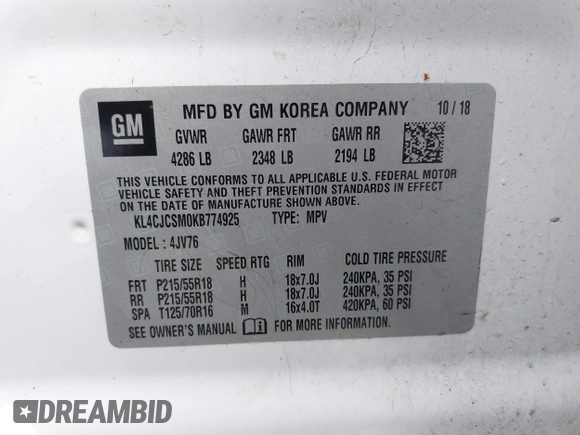 GM
MFD BY GM KOREA COMPANY 10/18
GVWR GAWR FRT GAWR RR
4286 LB 2348 LB 2194 LB
THIS VEHICLE CONFORMS TO ALL APPLICABLE U.S. FEDERAL MOTOR
VEHICLE SAFETY AND THEFT PREVENTION STANDARDS IN EFFECT
ON THE DATE OF MANUFACTURE SHOWN ABOVE.
KL4CJCSM0KB774925 TYPE: MPV
MODEL: 4JV76
TIRE SIZE SPEED RTG RIM COLD TIRE PRESSURE
FRT P215/55R18 H 18x7.0J 240KPA, 35 PSI
RR P215/55R18 H 18x7.0J 240KPA, 35 PSI
SPA T125/70R16 M 16x4.0T 420KPA, 60 PSI
SEE OWNER'S MANUAL FOR MORE INFORMATION.
DREAMBID